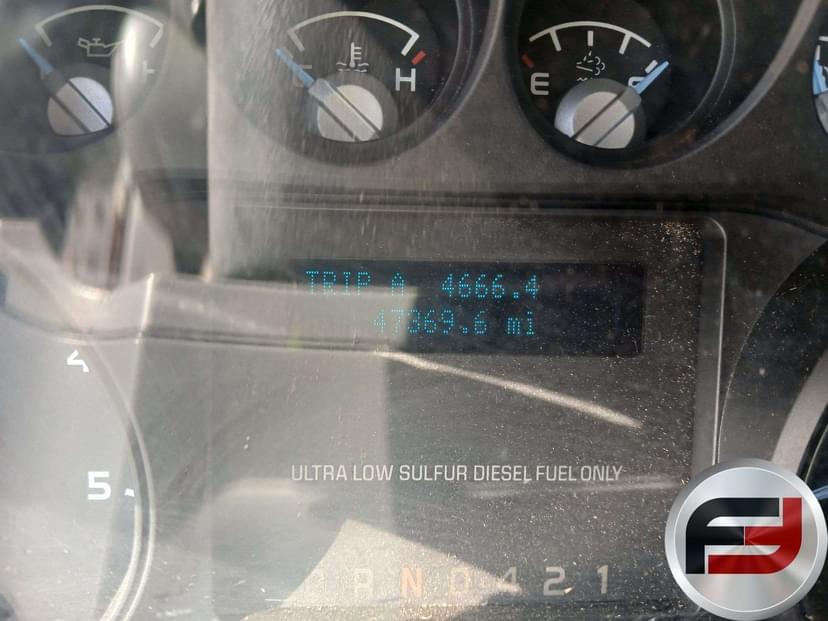 H
E
TRIP A 4666.4
47369.6 mi
4
5
ULTRA LOW SULFUR DIESEL FUEL ONLY
R N D 4 2 1